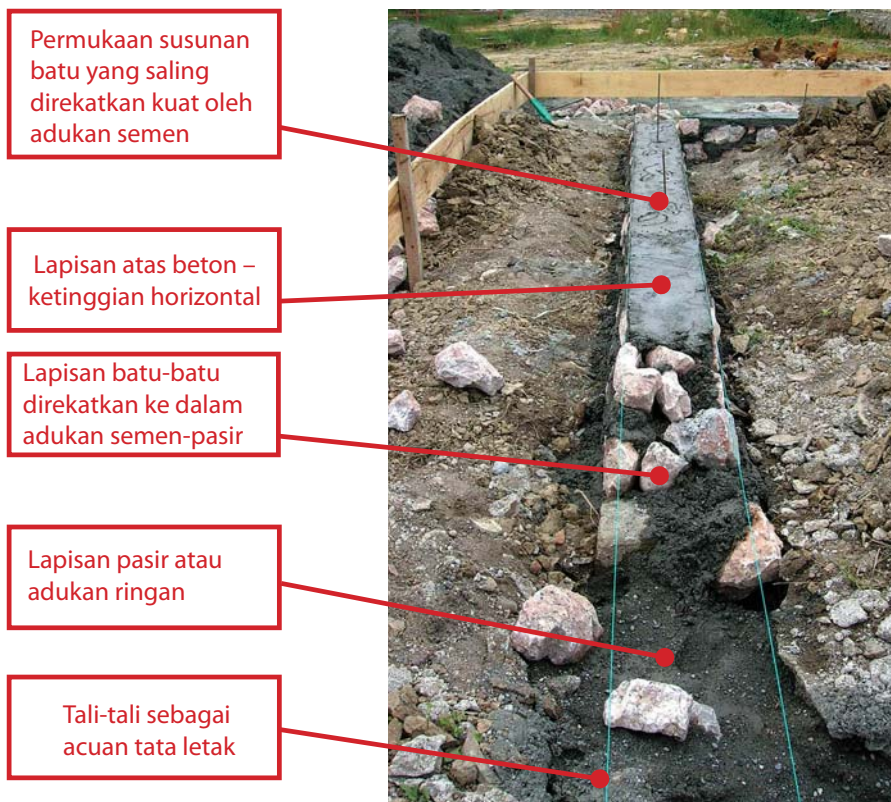 Permukaan susunan
batu yang saling
direkatkan kuat oleh
adukan semen
Lapisan atas beton –
ketinggian horizontal
Lapisan batu-batu
direkatkan ke dalam
adukan semen-pasir
Lapisan pasir atau
adukan ringan
Tali-tali sebagai
acuan tata letak